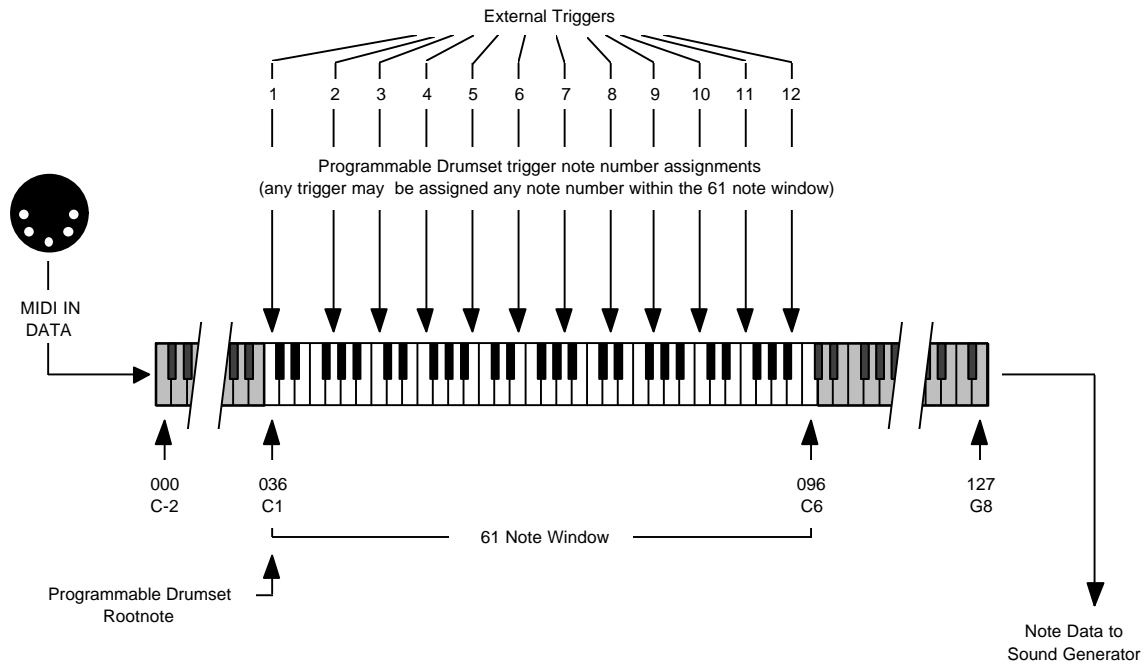 External Triggers
1 2 3 4 5 6 7 8 9 10 11 12
Programmable Drumset trigger note number assignments
(any trigger may be assigned any note number within the 61 note window)
MIDI IN
DATA
000
C-2
036
C1
096
C6
127
G8
61 Note Window
Programmable Drumset
Rootnote
Note Data to
Sound Generator